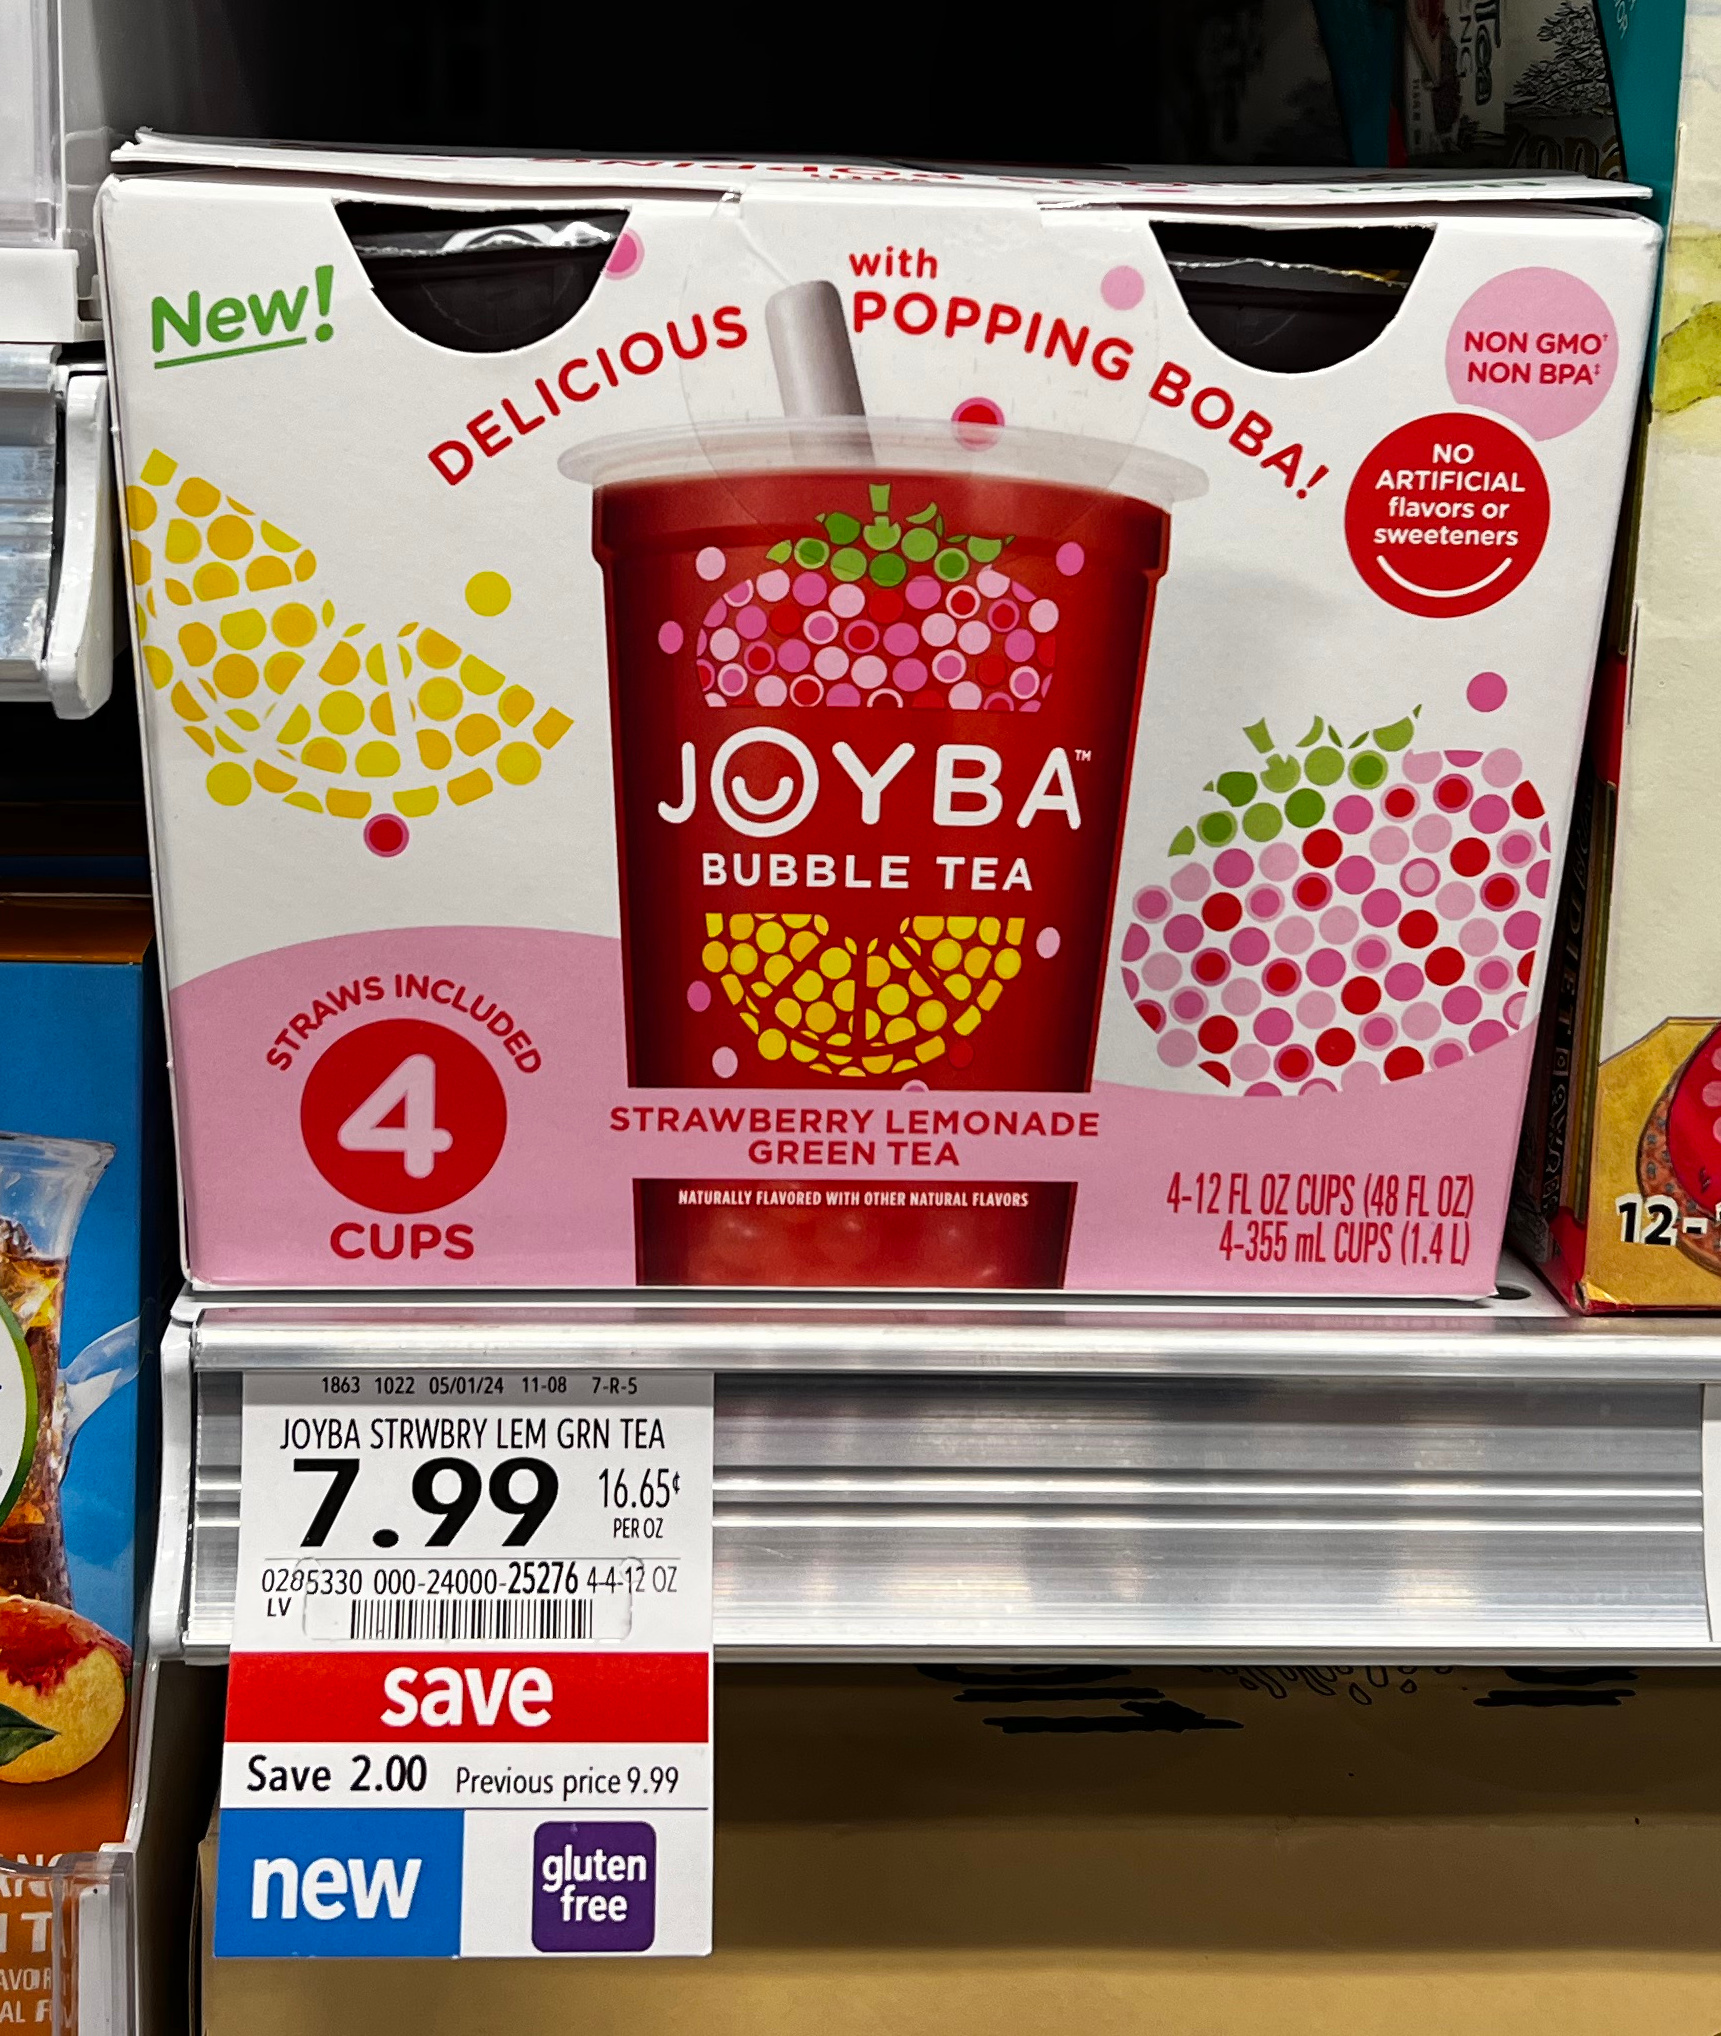 New!
DELICIOUS
with
POPPING BOBA!
NON GMO†
NON BPA‡
NO
ARTIFICIAL
flavors or
sweeteners
JOYBA™
BUBBLE TEA
STRAWS INCLUDED
4
CUPS
STRAWBERRY LEMONADE
GREEN TEA
NATURALLY FLAVORED WITH OTHER NATURAL FLAVORS
4-12 FL OZ CUPS (48 FL OZ)
4-355 mL CUPS (1.4 L)
12-
1863 1022 05/01/24 11-08 7-R-5
JOYBA STRWBRY LEM GRN TEA
7.99 16.65¢
PER OZ
0285330 000-24000-25276 4-4-12 OZ
LV
save
Save 2.00 Previous price 9.99
new
gluten
free